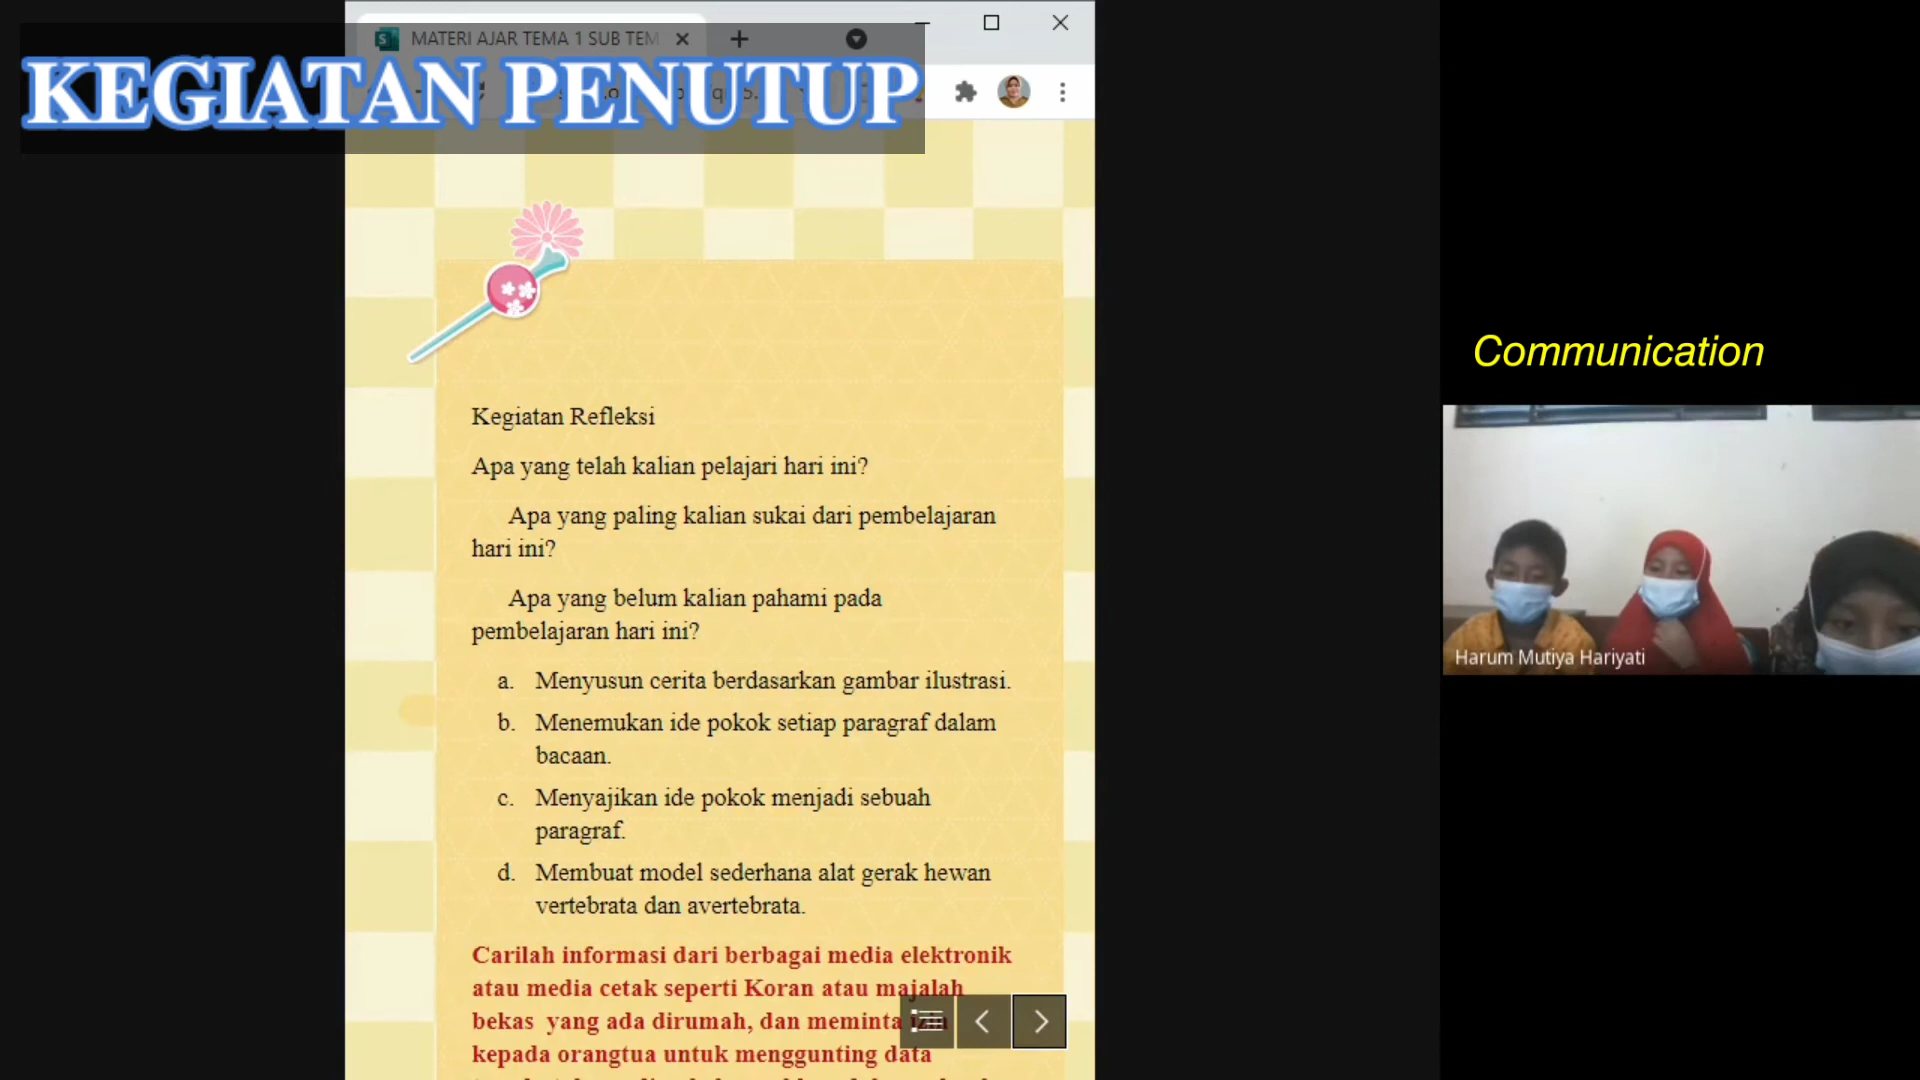 MATERI AJAR TEMA 1 SUB TEM
KEGIATAN PENUTUP
Kegiatan Refleksi
Apa yang telah kalian pelajari hari ini?
Apa yang paling kalian sukai dari pembelajaran
hari ini?
Apa yang belum kalian pahami pada
pembelajaran hari ini?
a. Menyusun cerita berdasarkan gambar ilustrasi.
b. Menemukan ide pokok setiap paragraf dalam
bacaan.
c. Menyajikan ide pokok menjadi sebuah
paragraf.
d. Membuat model sederhana alat gerak hewan
vertebrata dan avertebrata.
Carilah informasi dari berbagai media elektronik
atau media cetak seperti Koran atau majalah
bekas yang ada dirumah, dan meminta izin
kepada orangtua untuk menggunting data
Communication
Harum Mutiya Hariyati